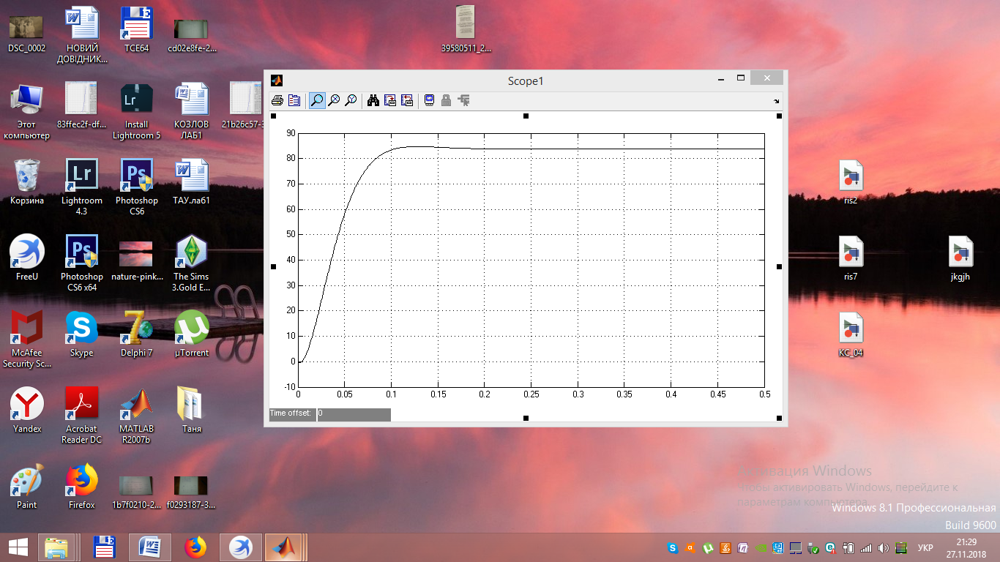 DSC_0002
НОВИЙ
ДОВІДНИК...
TCE64
cd02e8fe-2...
39580511_2...
Этот
компьютер
83ffec2f-df...
Install
Lightroom 5
КОЗЛОВ
ЛАБ1
21b26c57-
Корзина
Lightroom
4.3
Photoshop
CS6
ТАУ.лаб1
FreeU
Photoshop
CS6 x64
nature-pink...
The Sims
3.Gold E...
McAfee
Security Sc...
Skype
Delphi 7
µTorrent
Yandex
Acrobat
Reader DC
MATLAB
R2007b
Таня
Paint
Firefox
1b7f0210-2...
f0293187-3...
Scope1
90
80
70
60
50
40
30
20
10
0
-10
0
0.05
0.1
0.15
0.2
0.25
0.3
0.35
0.4
0.45
0.5
Time offset: 0
ris2
ris7
jkgjh
КС_04
Активация Windows
Чтобы активировать Windows, перейдите к
параметрам компьютера.
Windows 8.1 Профессиональная
Build 9600
УКР
21:29
27.11.2018